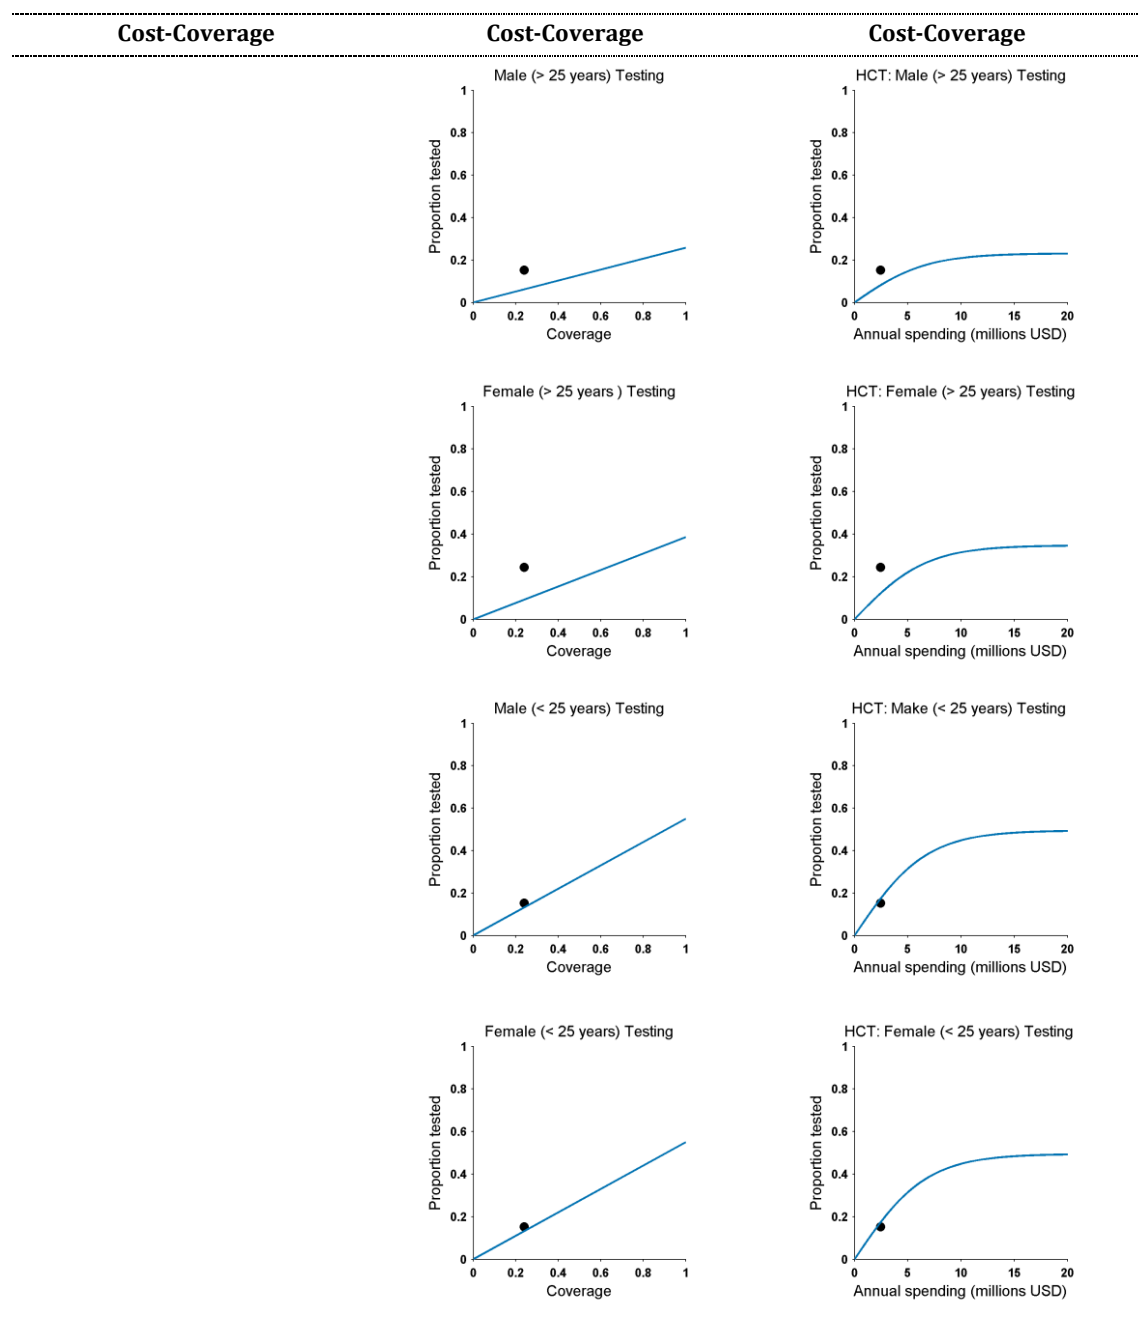 Cost-Coverage Cost-Coverage Cost-Coverage
Male (> 25 years) Testing
1
0.8
0.6
0.4
0.2
0
0 0.2 0.4 0.6 0.8 1
Proportion tested
Coverage
HCT: Male (> 25 years) Testing
1
0.8
0.6
0.4
0.2
0
0 5 10 15 20
Proportion tested
Annual spending (millions USD)
Female (> 25 years ) Testing
1
0.8
0.6
0.4
0.2
0
0 0.2 0.4 0.6 0.8 1
Proportion tested
Coverage
HCT: Female (> 25 years) Testing
1
0.8
0.6
0.4
0.2
0
0 5 10 15 20
Proportion tested
Annual spending (millions USD)
Male (< 25 years) Testing
1
0.8
0.6
0.4
0.2
0
0 0.2 0.4 0.6 0.8 1
Proportion tested
Coverage
HCT: Make (< 25 years) Testing
1
0.8
0.6
0.4
0.2
0
0 5 10 15 20
Proportion tested
Annual spending (millions USD)
Female (< 25 years) Testing
1
0.8
0.6
0.4
0.2
0
0 0.2 0.4 0.6 0.8 1
Proportion tested
Coverage
HCT: Female (< 25 years) Testing
1
0.8
0.6
0.4
0.2
0
0 5 10 15 20
Proportion tested
Annual spending (millions USD)